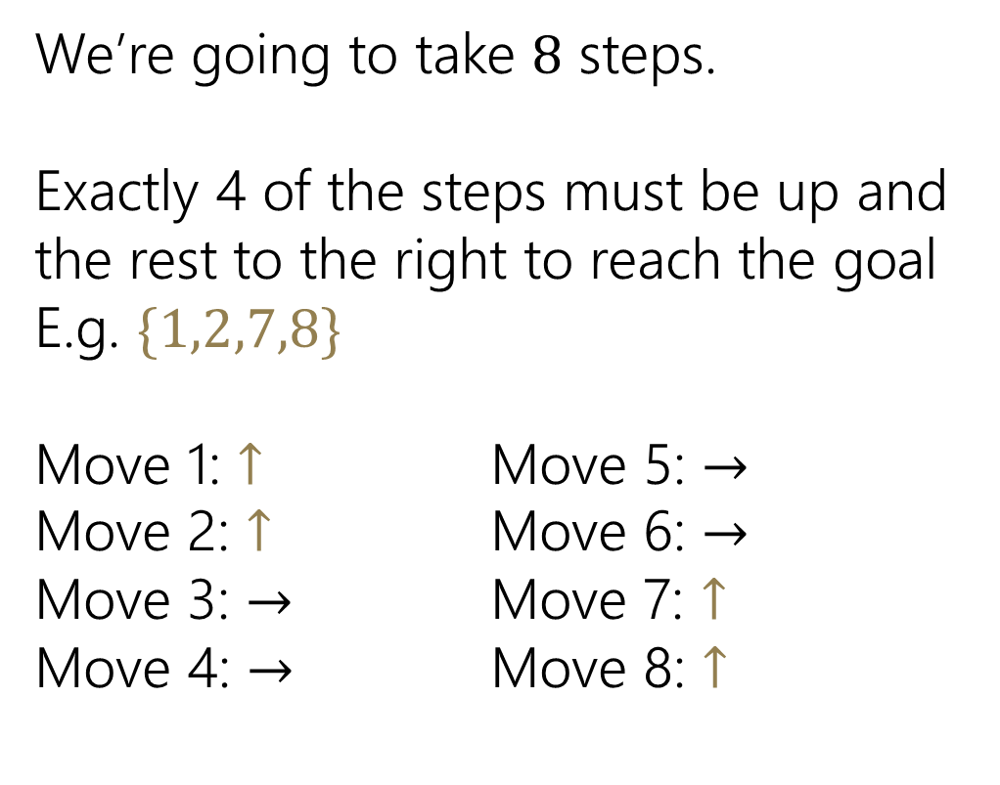 We’re going to take 8 steps.
Exactly 4 of the steps must be up and
the rest to the right to reach the goal
E.g. {1,2,7,8}
Move 1: ↑
Move 2: ↑
Move 3: →
Move 4: →
Move 5: →
Move 6: →
Move 7: ↑
Move 8: ↑